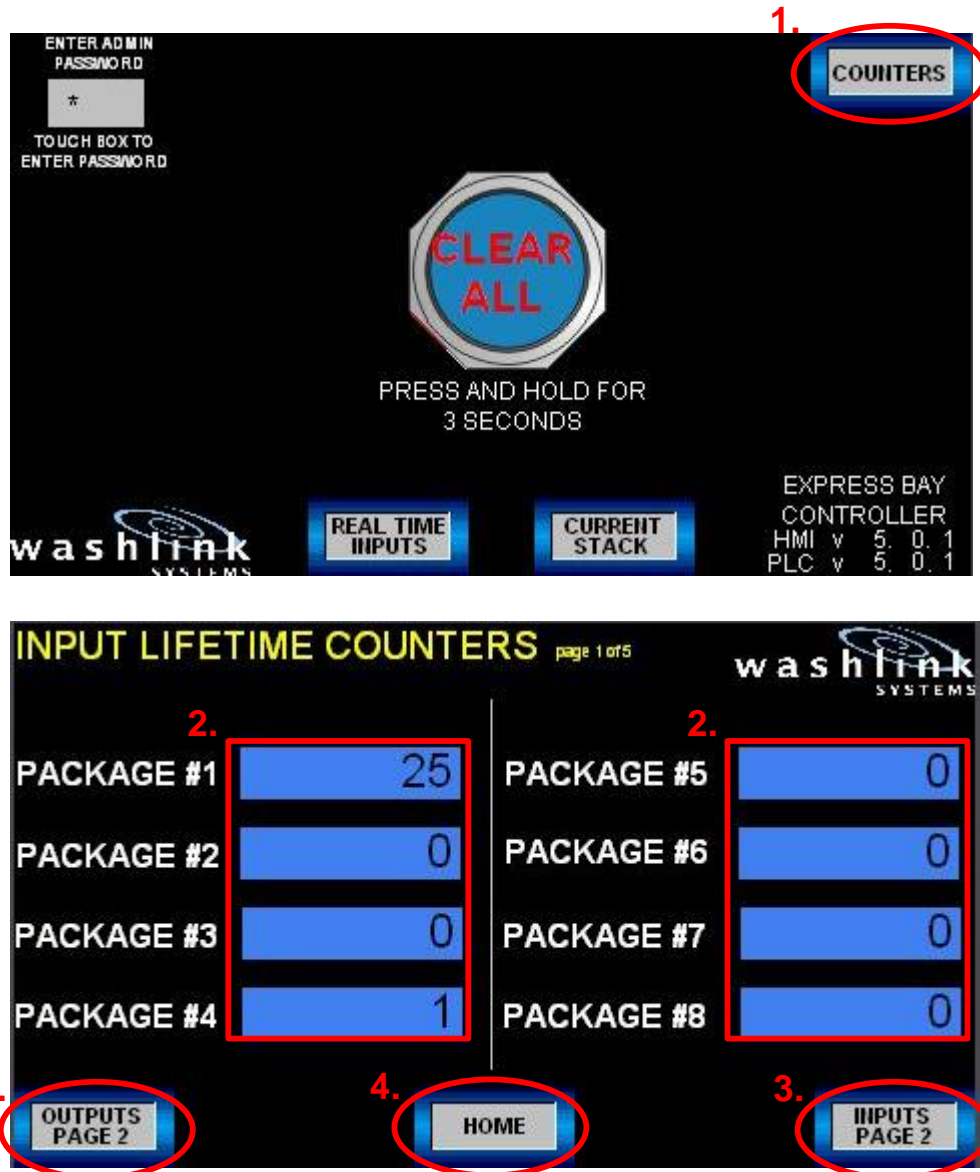 1.
ENTER ADMIN
PASSWORD
*
TOUCH BOX TO
ENTER PASSWORD
COUNTERS
CLEAR
ALL
PRESS AND HOLD FOR
3 SECONDS
washlink
SYSTEMS
REAL TIME
INPUTS
CURRENT
STACK
EXPRESS BAY
CONTROLLER
HMI v 5. 0. 1
PLC v 5. 0. 1
INPUT LIFETIME COUNTERS page 1 of 5
washlink
SYSTEMS
2.
2.
PACKAGE #1 25 PACKAGE #5 0
PACKAGE #2 0 PACKAGE #6 0
PACKAGE #3 0 PACKAGE #7 0
PACKAGE #4 1 PACKAGE #8 0
4.
3.
OUTPUTS
PAGE 2
HOME
INPUTS
PAGE 2